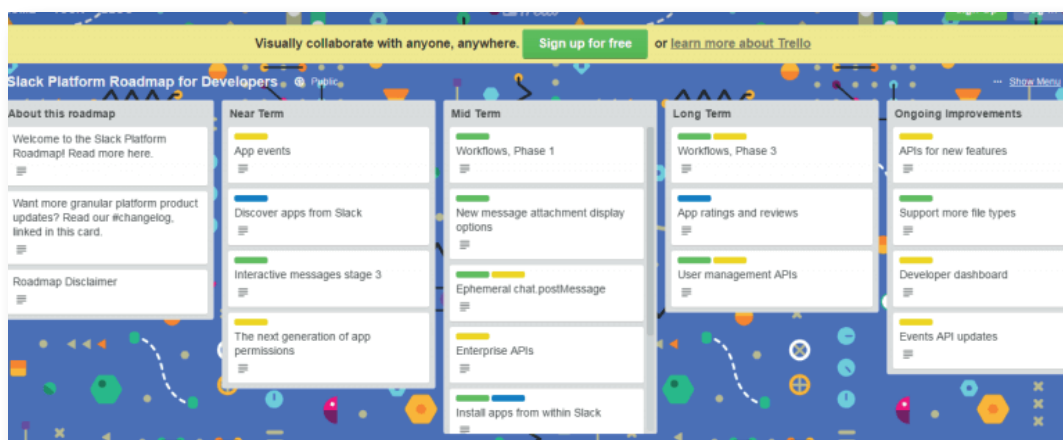 Visually collaborate with anyone, anywhere. Sign up for free or learn more about Trello
Slack Platform Roadmap for Developers Public ··· Show Menu
About this roadmap
Welcome to the Slack Platform
Roadmap! Read more here.
Want more granular platform product
updates? Read our #changelog,
linked in this card.
Roadmap Disclaimer
Near Term
App events
Discover apps from Slack
Interactive messages stage 3
The next generation of app
permissions
Mid Term
Workflows, Phase 1
New message attachment display
options
Ephemeral chat.postMessage
Enterprise APIs
Install apps from within Slack
Long Term
Workflows, Phase 3
App ratings and reviews
User management APIs
Ongoing Improvements
APIs for new features
Support more file types
Developer dashboard
Events API updates